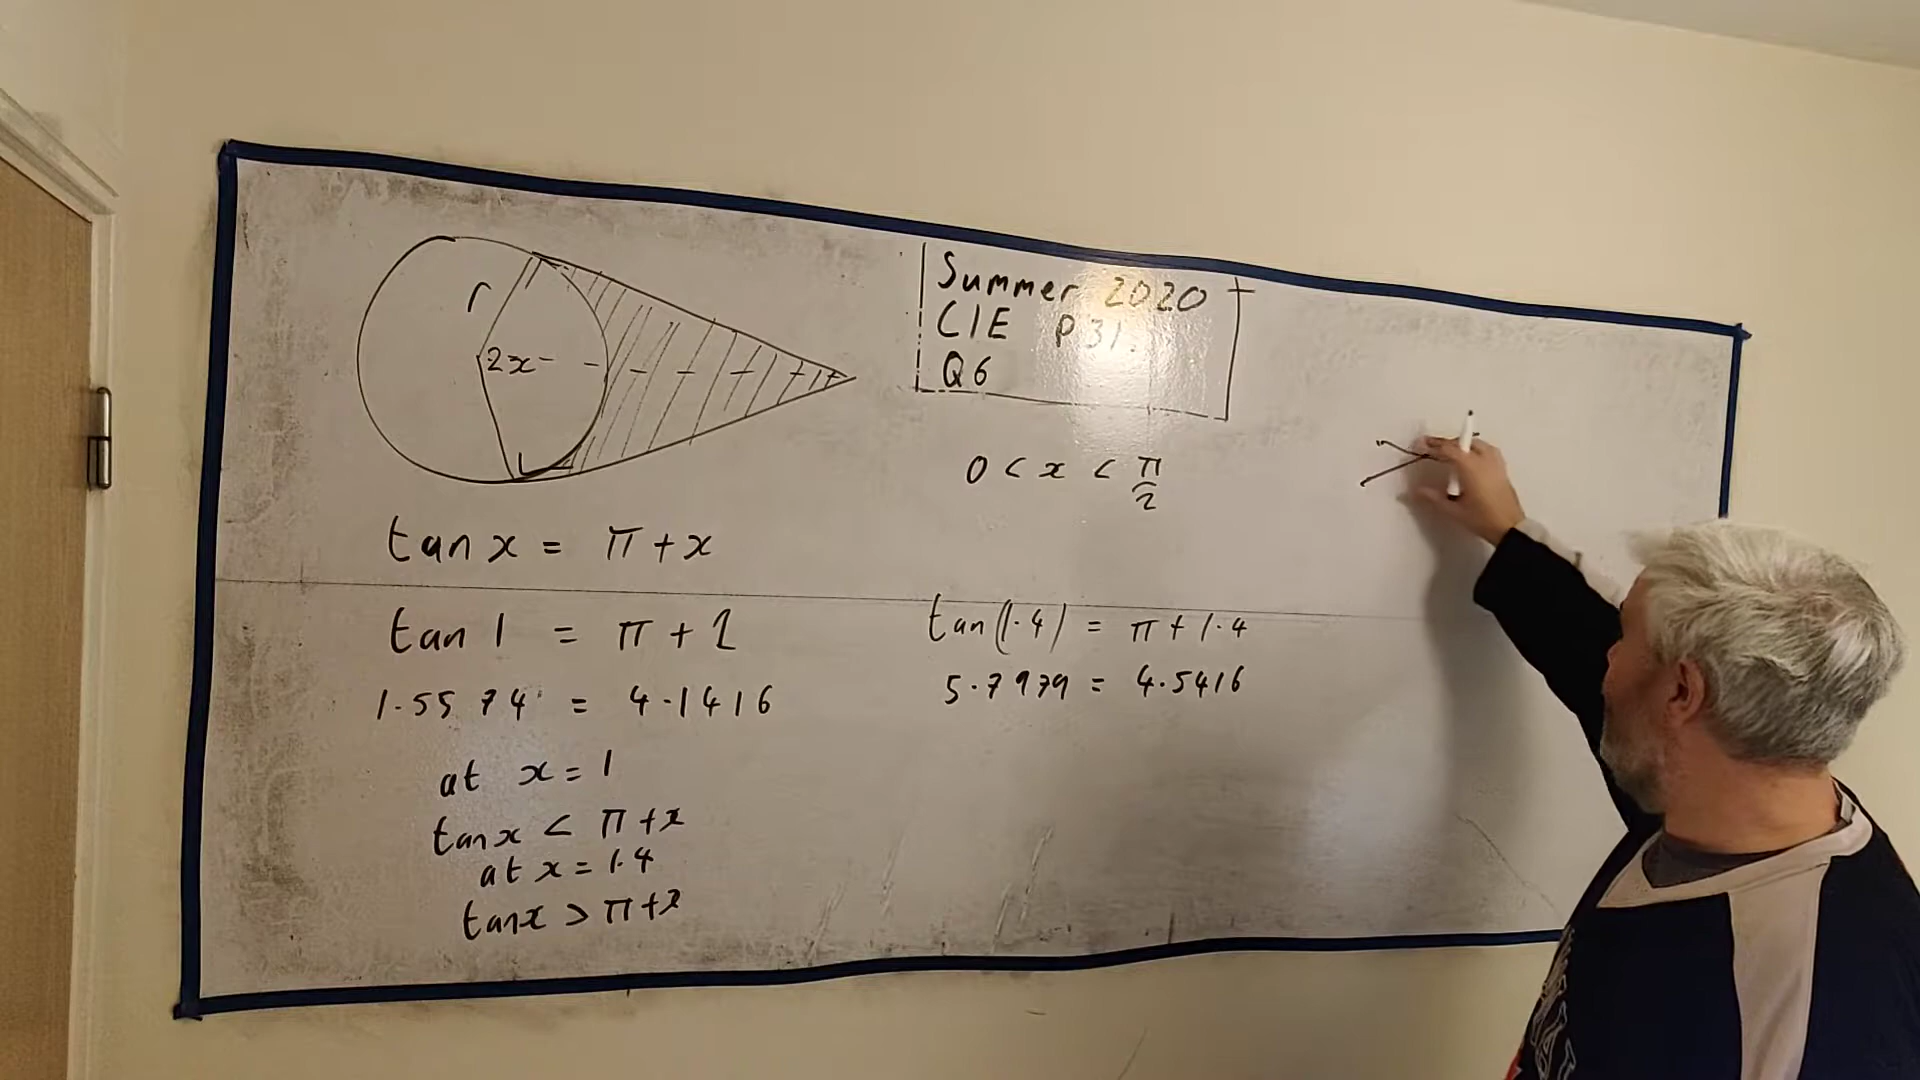 r
2x
Summer 2020
CIE P31.
Q6
0 < x < π/2
tan x = π + x
tan 1 = π + 1
1.5574 = 4.1416
at x = 1
tan x < π + x
at x = 1.4
tan x > π + x
tan(1.4) = π + 1.4
5.7979 = 4.5416